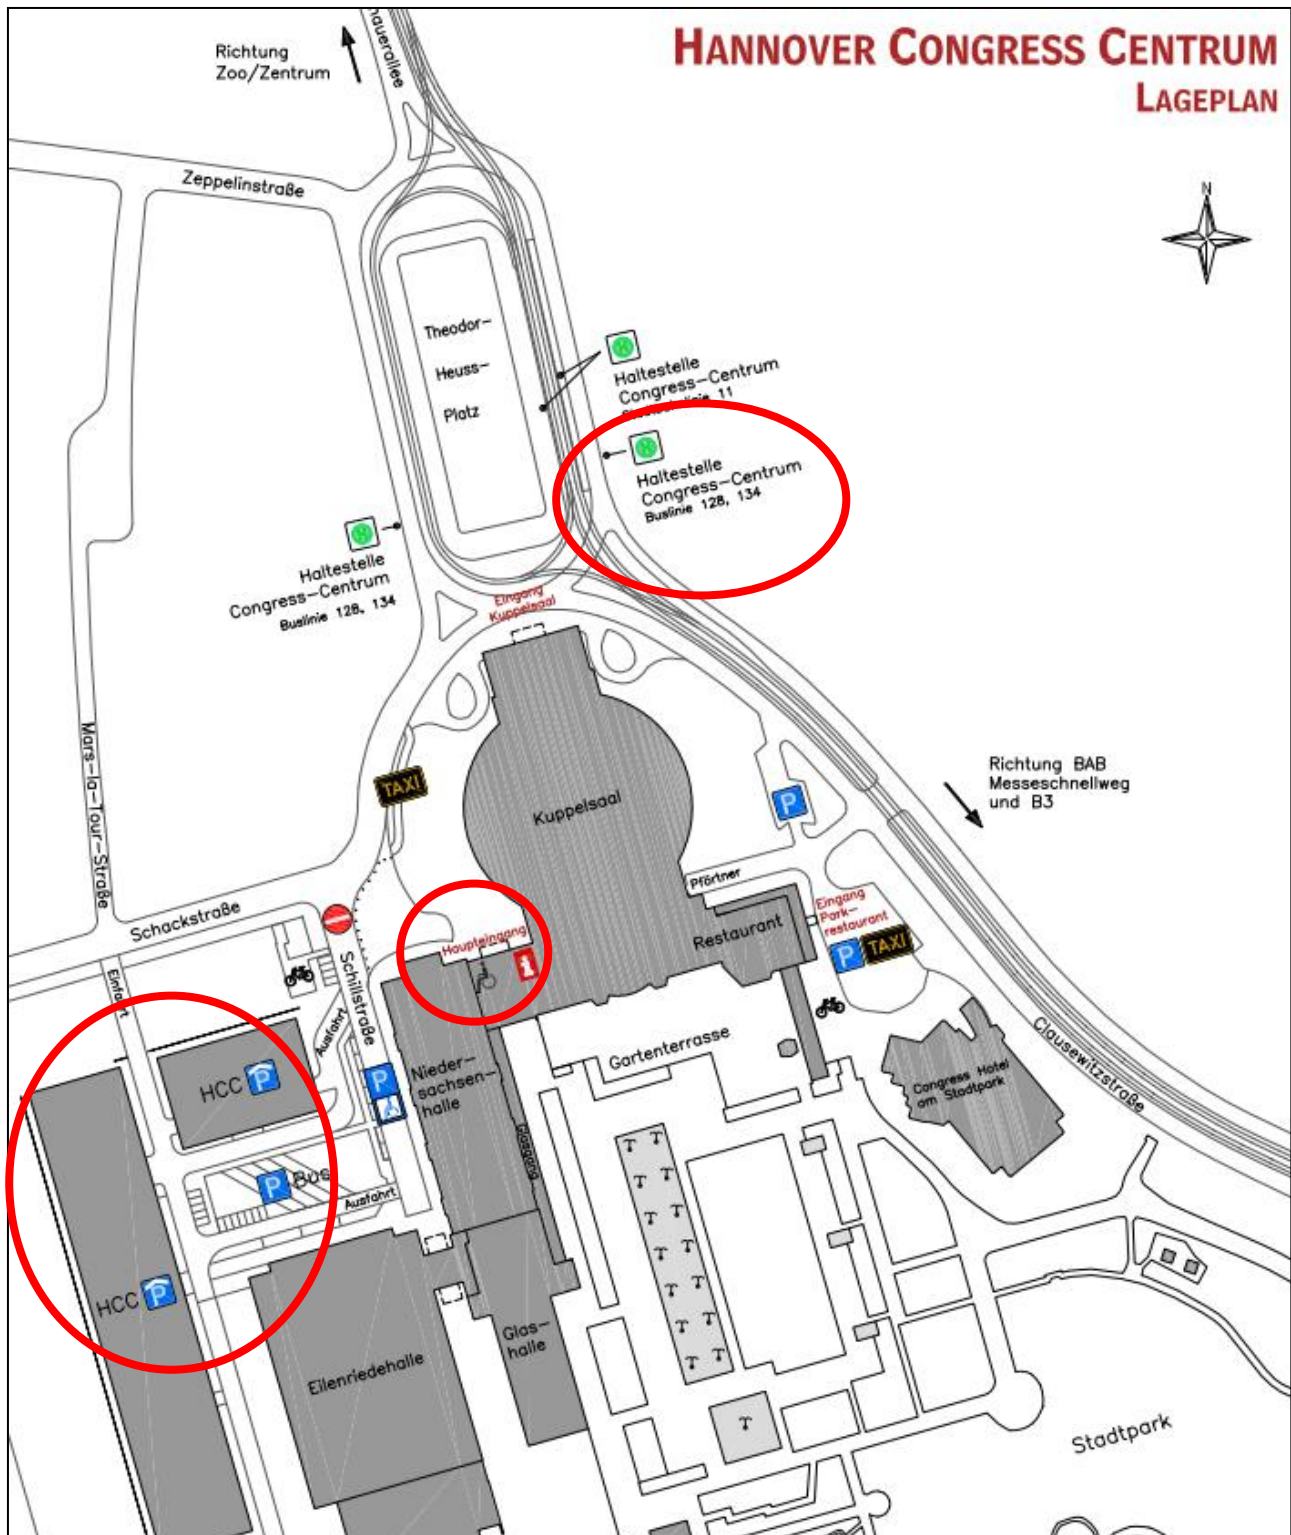 HANNOVER CONGRESS CENTRUM
LAGEPLAN
Richtung
Zoo/Zentrum
Zeppelinstraße
N
Theodor-
Heuss-
Platz
H
Haltestelle
Congress-Centrum
11
H
Haltestelle
Congress-Centrum
Buslinie 128, 134
H
Haltestelle
Congress-Centrum
Buslinie 128, 134
Eingang
Kuppelsaal
Mars-la-Tour-Straße
TAXI
Kuppelsaal
P
Richtung BAB
Messeschnellweg
und B3
Pförtner
Eingang
Park-
restaurant
P
TAXI
Restaurant
Schackstraße
Haupteingang
i
Einfahrt
Schillstraße
Ausfahrt
Gartenterrasse
Clausewitzstraße
HCC P
P
Nieder-
sachsen-
halle
Congress Hotel
am Stadtpark
Glasgang
P Bus
Ausfahrt
HCC P
Glas-
halle
Eilenriedehalle
Stadtpark